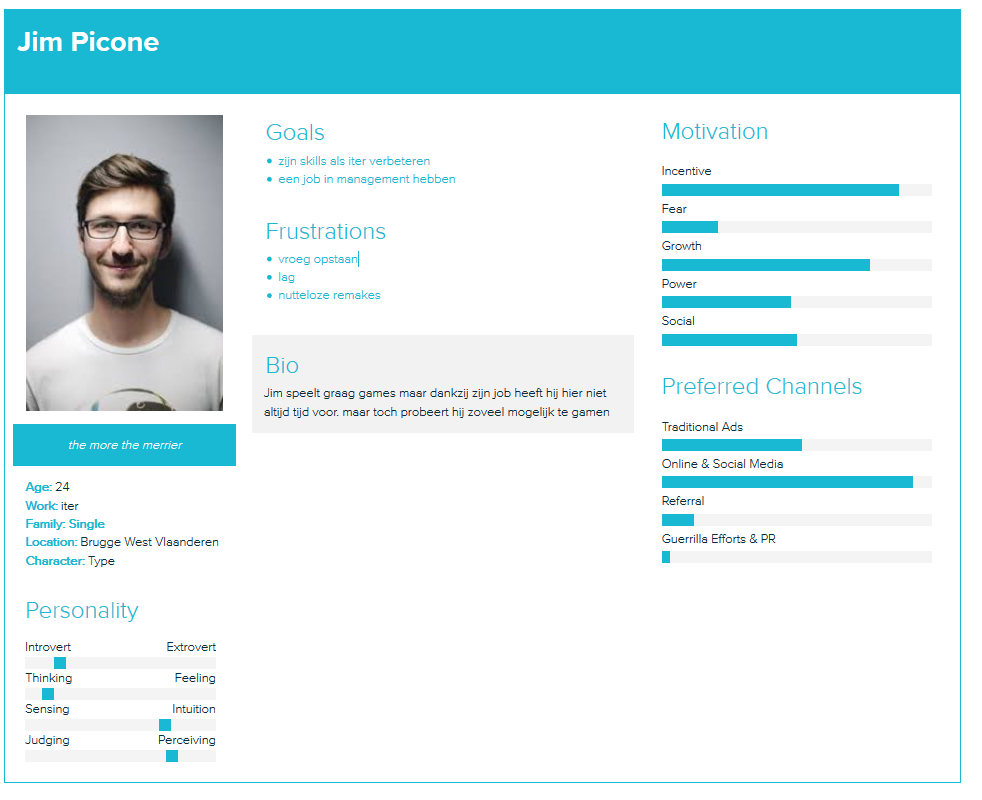 Jim Picone
the more the merrier
Age: 24
Work: iter
Family: Single
Location: Brugge West Vlaanderen
Character: Type
Personality
Introvert Extrovert
Thinking Feeling
Sensing Intuition
Judging Perceiving
Goals
• zijn skills als iter verbeteren
• een job in management hebben
Frustrations
• vroeg opstaan
• lag
• nutteloze remakes
Bio
Jim speelt graag games maar dankzij zijn job heeft hij hier niet
altijd tijd voor. maar toch probeert hij zoveel mogelijk te gamen
Motivation
Incentive
Fear
Growth
Power
Social
Preferred Channels
Traditional Ads
Online & Social Media
Referral
Guerrilla Efforts & PR